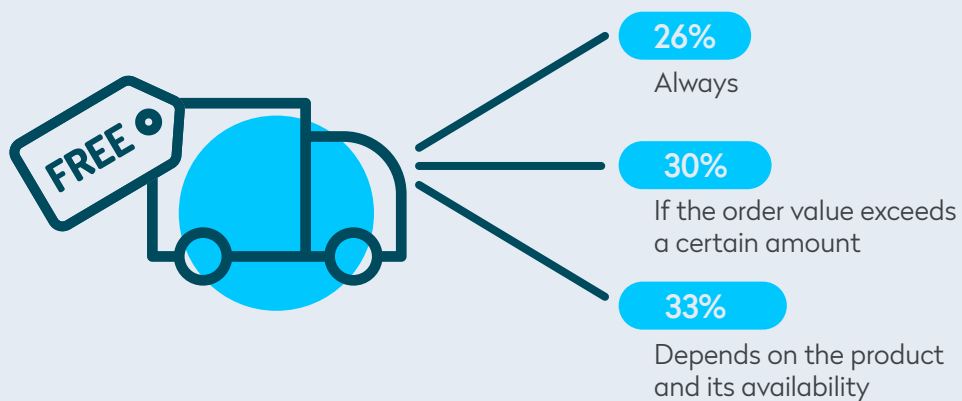 FREE
26%
Always
30%
If the order value exceeds
a certain amount
33%
Depends on the product
and its availability